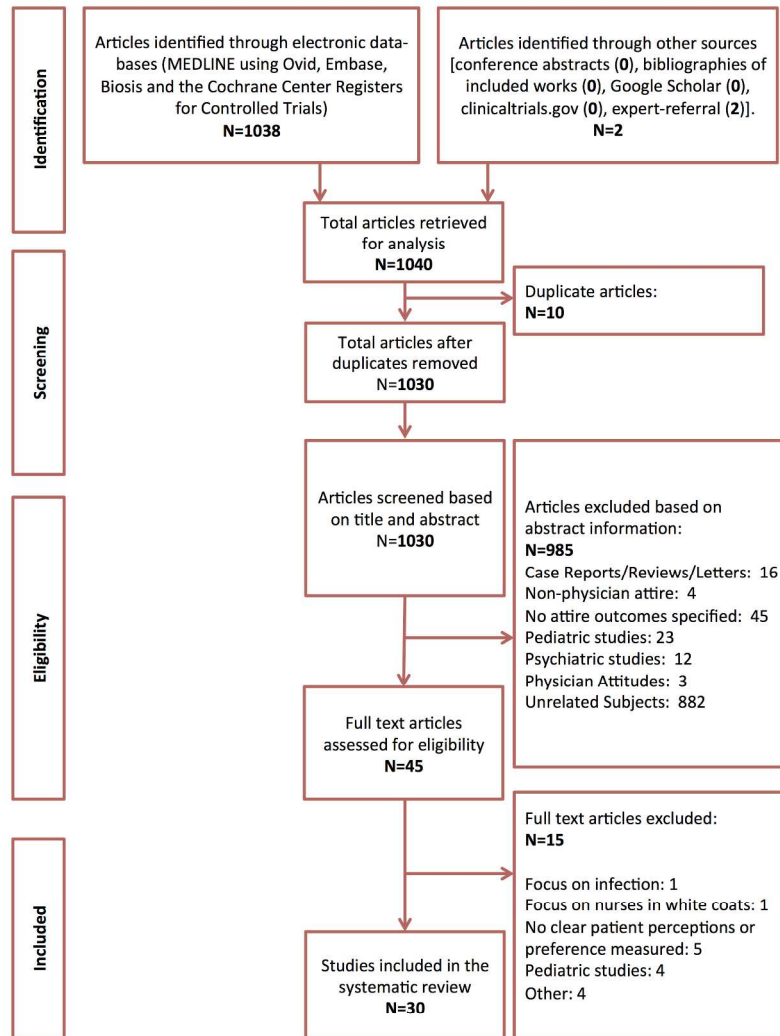 Identification
Articles identified through electronic data-
bases (MEDLINE using Ovid, Embase,
Biosis and the Cochrane Center Registers
for Controlled Trials)
N=1038
Articles identified through other sources
[conference abstracts (0), bibliographies of
included works (0), Google Scholar (0),
clinicaltrials.gov (0), expert-referral (2)].
N=2
Total articles retrieved
for analysis
N=1040
Screening
Duplicate articles:
N=10
Total articles after
duplicates removed
N=1030
Eligibility
Articles screened based
on title and abstract
N=1030
Articles excluded based on
abstract information:
N=985
Case Reports/Reviews/Letters: 16
Non-physician attire: 4
No attire outcomes specified: 45
Pediatric studies: 23
Psychiatric studies: 12
Physician Attitudes: 3
Unrelated Subjects: 882
Full text articles
assessed for eligibility
N=45
Included
Full text articles excluded:
N=15
Focus on infection: 1
Focus on nurses in white coats: 1
No clear patient perceptions or
preference measured: 5
Pediatric studies: 4
Other: 4
Studies included in the
systematic review
N=30